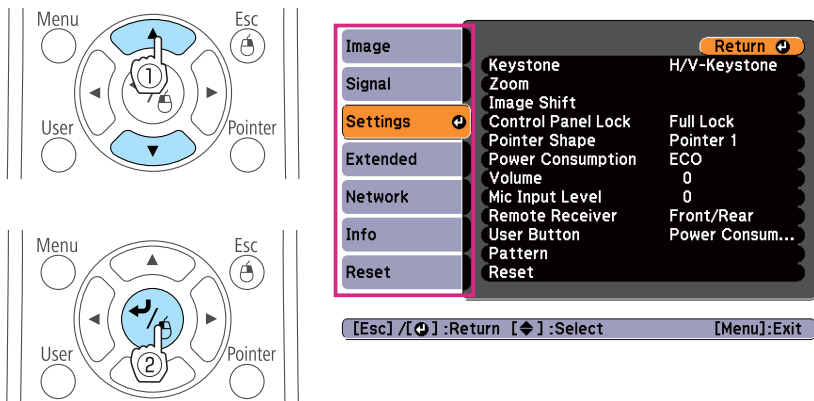 Menu
Esc
①
User
Pointer
Menu
Esc
User
Pointer
②
Image
Signal
Settings
Extended
Network
Info
Reset
Return
Keystone H/V-Keystone
Zoom
Image Shift
Control Panel Lock Full Lock
Pointer Shape Pointer 1
Power Consumption ECO
Volume 0
Mic Input Level 0
Remote Receiver Front/Rear
User Button Power Consum...
Pattern
Reset
[Esc] /[⏎] :Return [◆] :Select [Menu]:Exit